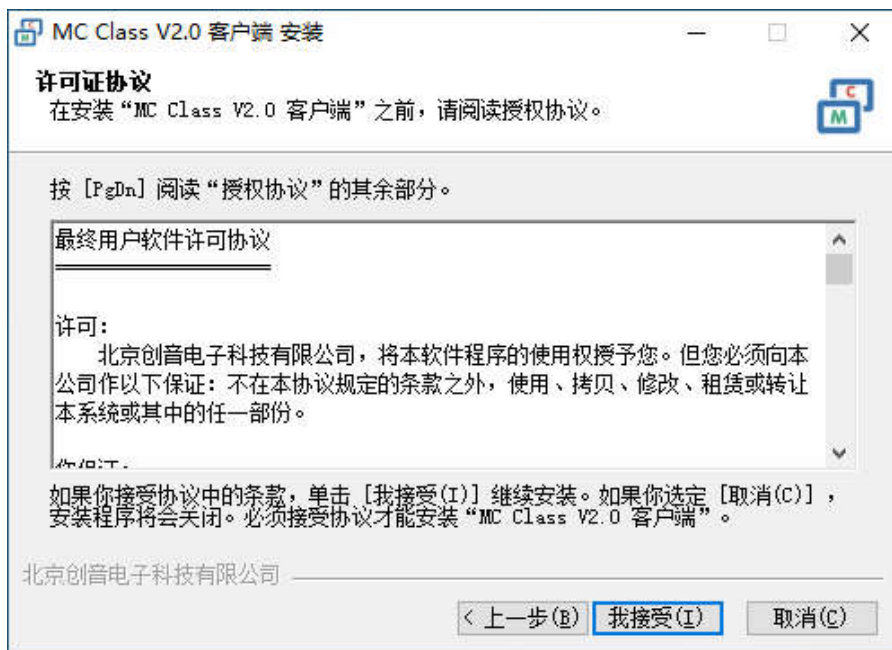 MC Class V2.0 客户端 安装
许可证协议
在安装“MC Class V2.0 客户端”之前，请阅读授权协议。
C
M
按 [PgDn] 阅读“授权协议”的其余部分。
最终用户软件许可协议
====================
许可：
北京创音电子科技有限公司，将本软件程序的使用权授予您。但您必须向本
公司作以下保证：不在本协议规定的条款之外，使用、拷贝、修改、租赁或转让
本系统或其中的任一部份。
如果你接受协议中的条款，单击 [我接受(I)] 继续安装。如果你选定 [取消(C)] ，
安装程序将会关闭。必须接受协议才能安装“MC Class V2.0 客户端”。
北京创音电子科技有限公司
< 上一步(B) 我接受(I) 取消(C)